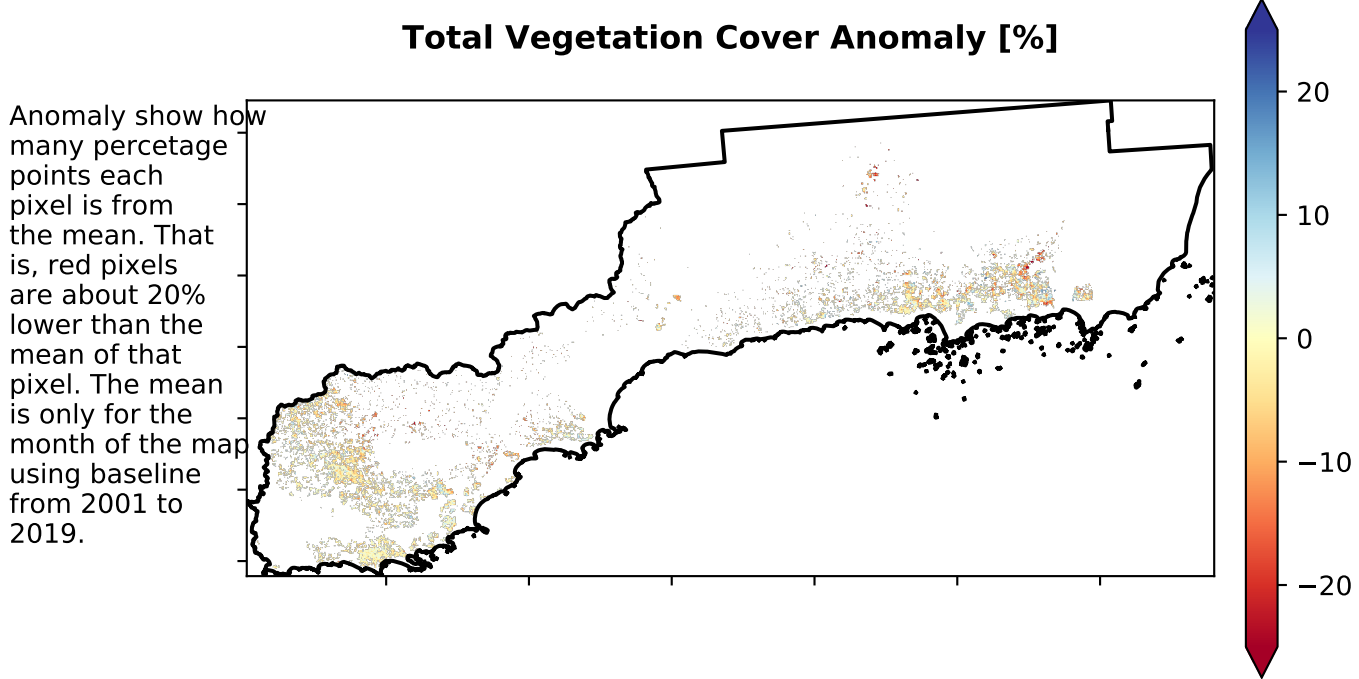 Total Vegetation Cover Anomaly [%]
Anomaly show how
many percetage
points each
pixel is from
the mean. That
is, red pixels
are about 20%
lower than the
mean of that
pixel. The mean
is only for the
month of the map
using baseline
from 2001 to
2019.
20
10
0
−10
−20